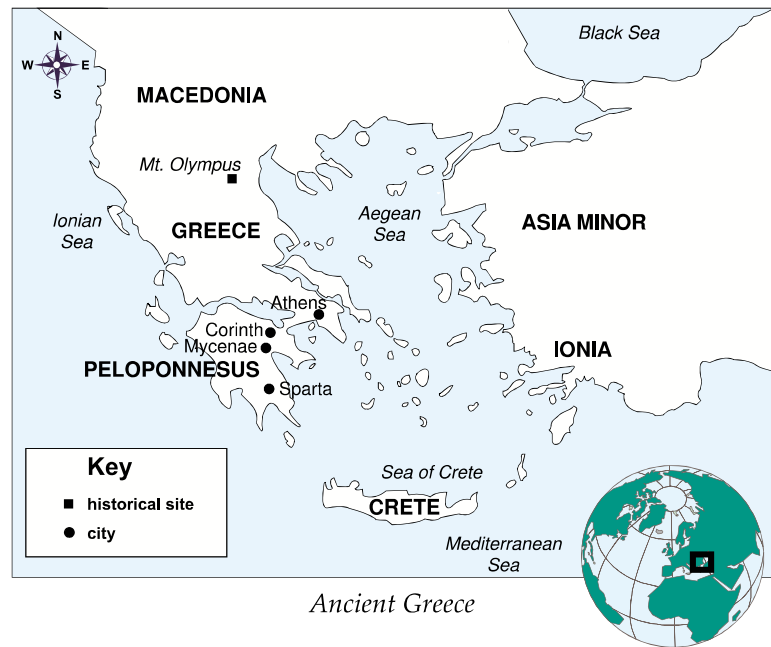 N
W E
S
Black Sea
MACEDONIA
Mt. Olympus
Ionian
Sea
GREECE
Aegean
Sea
ASIA MINOR
Athens
Corinth
Mycenae
PELOPONNESUS
IONIA
Sparta
Key
historical site
city
Sea of Crete
CRETE
Mediterranean
Sea
Ancient Greece